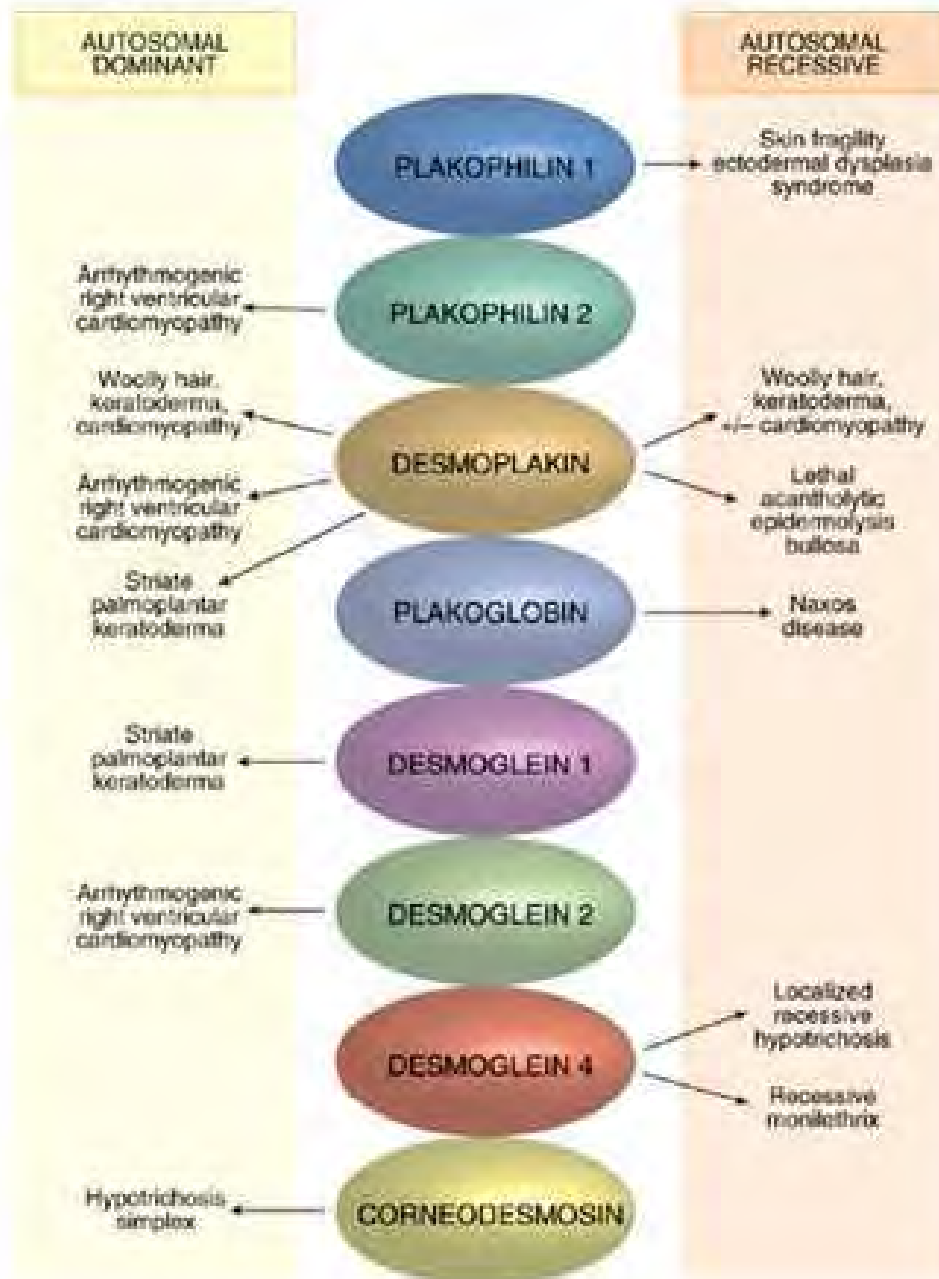 AUTOSOMAL
DOMINANT
AUTOSOMAL
RECESSIVE
PLAKOPHILIN 1
Skin fragility
ectodermal dysplasia
syndrome
Arrhythmogenic
right ventricular
cardiomyopathy
PLAKOPHILIN 2
Woolly hair,
keratoderma,
cardiomyopathy
Arrhythmogenic
right ventricular
cardiomyopathy
Striate
palmoplantar
keratoderma
DESMOPLAKIN
Woolly hair,
keratoderma,
+/– cardiomyopathy
Lethal
acantholytic
epidermolysis
bullosa
PLAKOGLOBIN
Naxos
disease
Striate
palmoplantar
keratoderma
DESMOGLEIN 1
Arrhythmogenic
right ventricular
cardiomyopathy
DESMOGLEIN 2
DESMOGLEIN 4
Localized
recessive
hypotrichosis
Recessive
monilethrix
Hypotrichosis
simplex
CORNEODESMOSIN